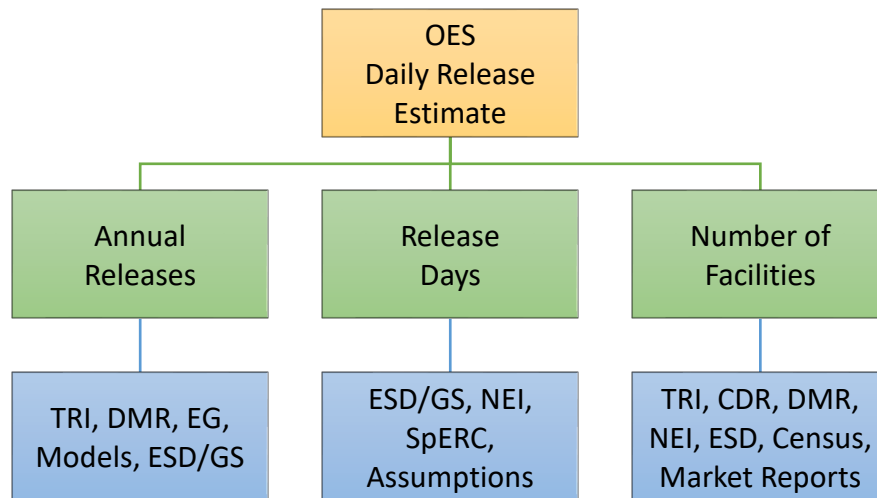 OES
Daily Release
Estimate
Annual
Releases
Release
Days
Number of
Facilities
TRI, DMR, EG,
Models, ESD/GS
ESD/GS, NEI,
SpERC,
Assumptions
TRI, CDR, DMR,
NEI, ESD, Census,
Market Reports